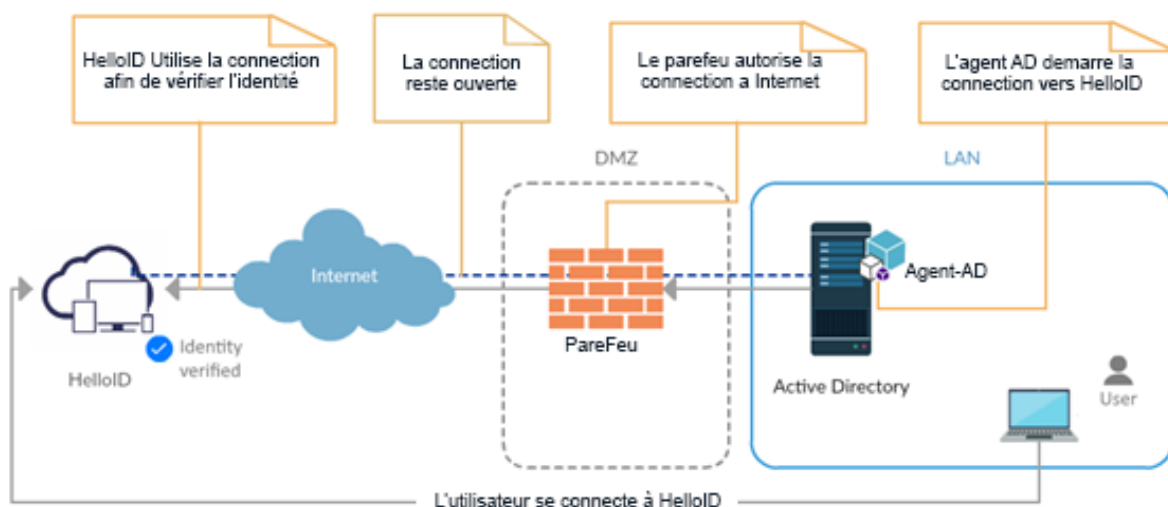 HelloID Utilise la connection
afin de vérifier l'identité
La connection
reste ouverte
Le parefeu autorise la
connection a Internet
L'agent AD demarre la
connection vers HelloID
DMZ
LAN
Internet
Agent-AD
PareFeu
Identity
verified
HelloID
Active Directory
User
L'utilisateur se connecte à HelloID